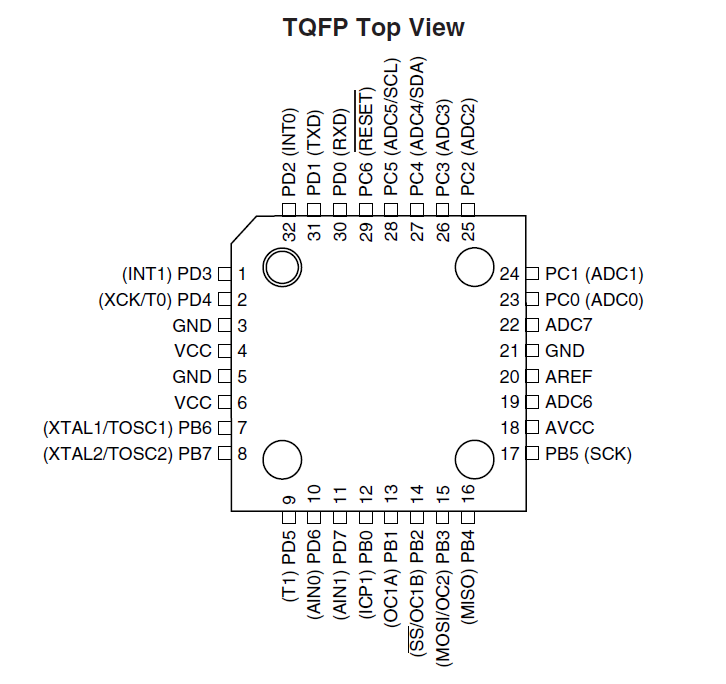 TQFP Top View
PD2 (INT0)
PD1 (TXD)
PD0 (RXD)
PC6 (RESET)
PC5 (ADC5/SCL)
PC4 (ADC4/SDA)
PC3 (ADC3)
PC2 (ADC2)
32
31
30
29
28
27
26
25
(INT1) PD3 1
(XCK/T0) PD4 2
GND 3
VCC 4
GND 5
VCC 6
(XTAL1/TOSC1) PB6 7
(XTAL2/TOSC2) PB7 8
24 PC1 (ADC1)
23 PC0 (ADC0)
22 ADC7
21 GND
20 AREF
19 ADC6
18 AVCC
17 PB5 (SCK)
9
10
11
12
13
14
15
16
(T1) PD5
(AIN0) PD6
(AIN1) PD7
(ICP1) PB0
(OC1A) PB1
(SS/OC1B) PB2
(MOSI/OC2) PB3
(MISO) PB4